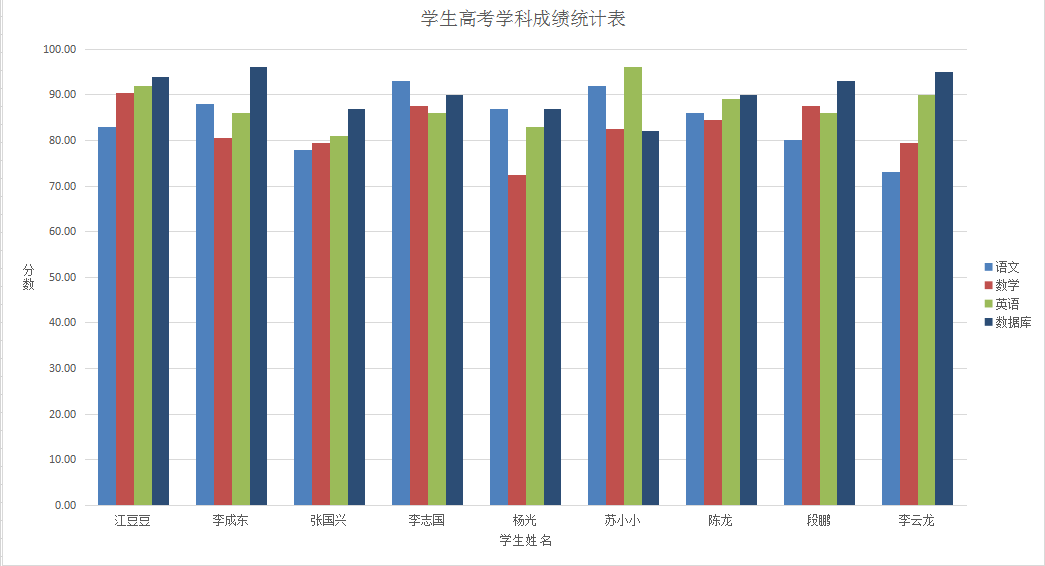 学生高考学科成绩统计表
100.00
90.00
80.00
70.00
60.00
50.00
40.00
30.00
20.00
10.00
0.00
分数
江豆豆
李成东
张国兴
李志国
杨光
苏小小
陈龙
段鹏
李云龙
学生姓名
语文
数学
英语
数据库